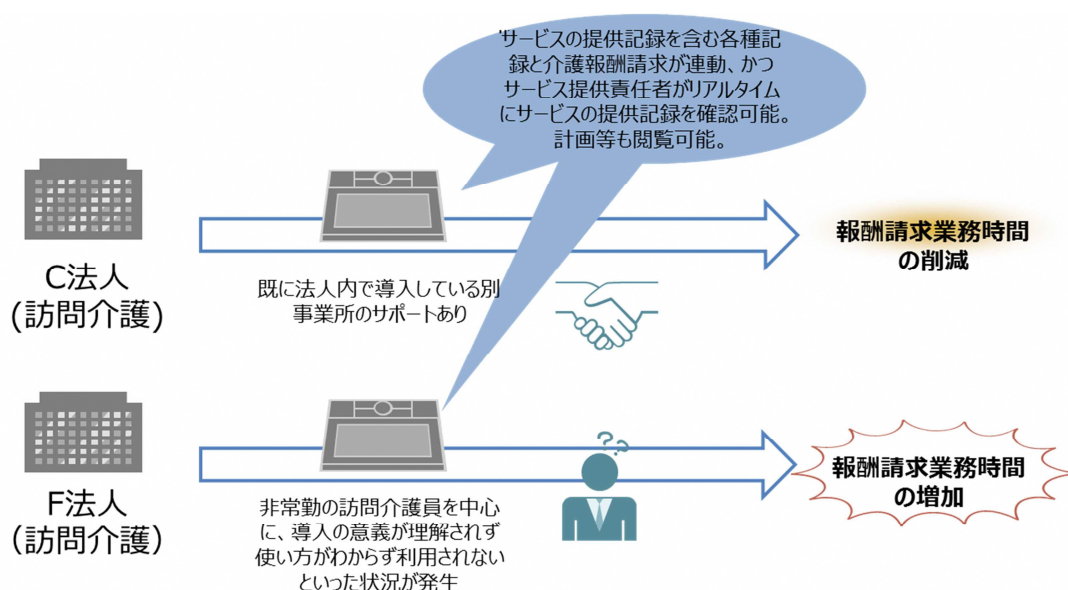 サービスの提供記録を含む各種記
録と介護報酬請求が連動、かつ
サービス提供責任者がリアルタイム
にサービスの提供記録を確認可能。
計画等も閲覧可能。
C法人
(訪問介護)
既に法人内で導入している別
事業所のサポートあり
報酬請求業務時間
の削減
F法人
(訪問介護)
非常勤の訪問介護員を中心
に、導入の意義が理解されず
使い方がわからず利用されない
といった状況が発生
??
?
報酬請求業務時間
の増加